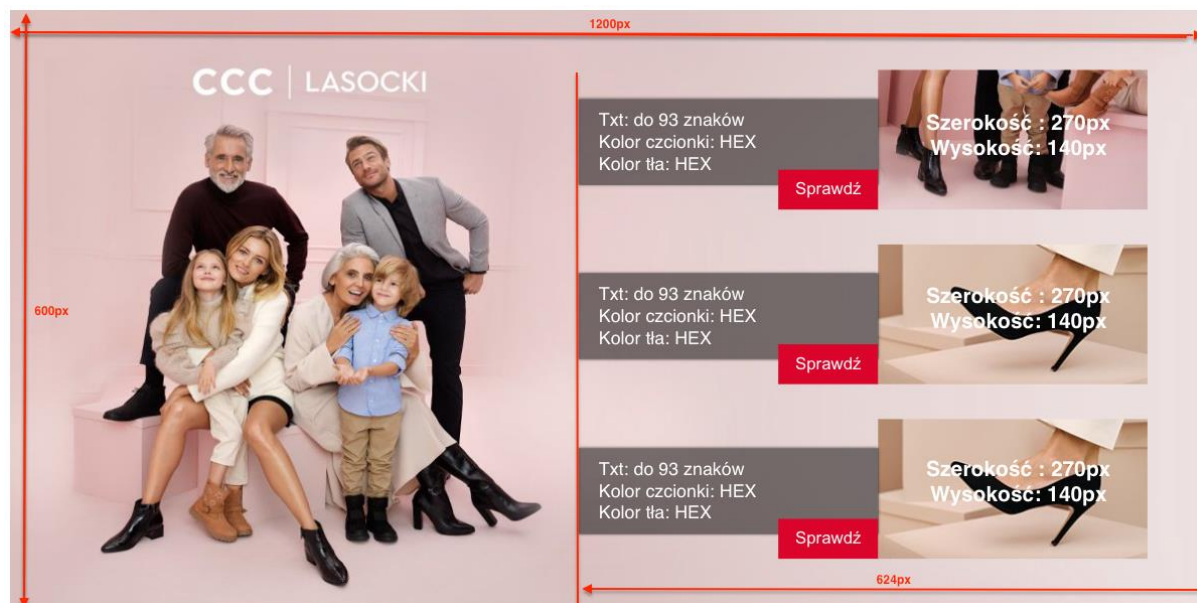 1200px
CCC | LASOCKI
600px
Txt: do 93 znaków
Kolor czcionki: HEX
Kolor tła: HEX
Sprawdź
Szerokość : 270px
Wysokość: 140px
Txt: do 93 znaków
Kolor czcionki: HEX
Kolor tła: HEX
Sprawdź
Szerokość : 270px
Wysokość: 140px
Txt: do 93 znaków
Kolor czcionki: HEX
Kolor tła: HEX
Sprawdź
Szerokość : 270px
Wysokość: 140px
624px